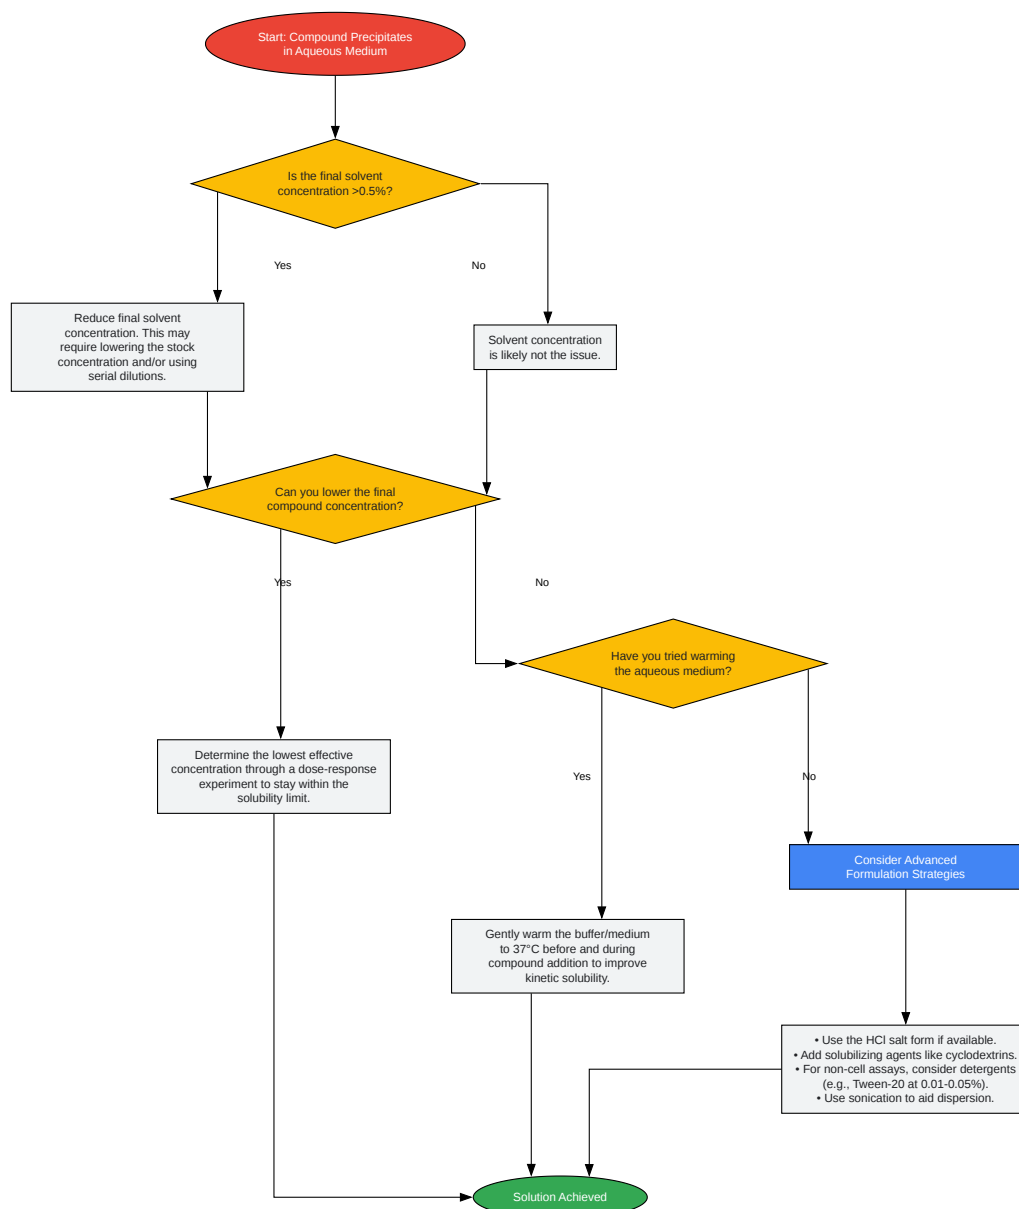 Start: Compound Precipitates
in Aqueous Medium
Is the final solvent
concentration >0.5%?
Yes
No
Reduce final solvent
concentration. This may
require lowering the stock
concentration and/or using
serial dilutions.
Solvent concentration
is likely not the issue.
Can you lower the final
compound concentration?
Yes
No
Have you tried warming
the aqueous medium?
Determine the lowest effective
concentration through a dose-response
experiment to stay within the
solubility limit.
Yes
No
Consider Advanced
Formulation Strategies
Gently warm the buffer/medium
to 37°C before and during
compound addition to improve
kinetic solubility.
• Use the HCl salt form if available.
• Add solubilizing agents like cyclodextrins.
• For non-cell assays, consider detergents
(e.g., Tween-20 at 0.01-0.05%).
• Use sonication to aid dispersion.
Solution Achieved